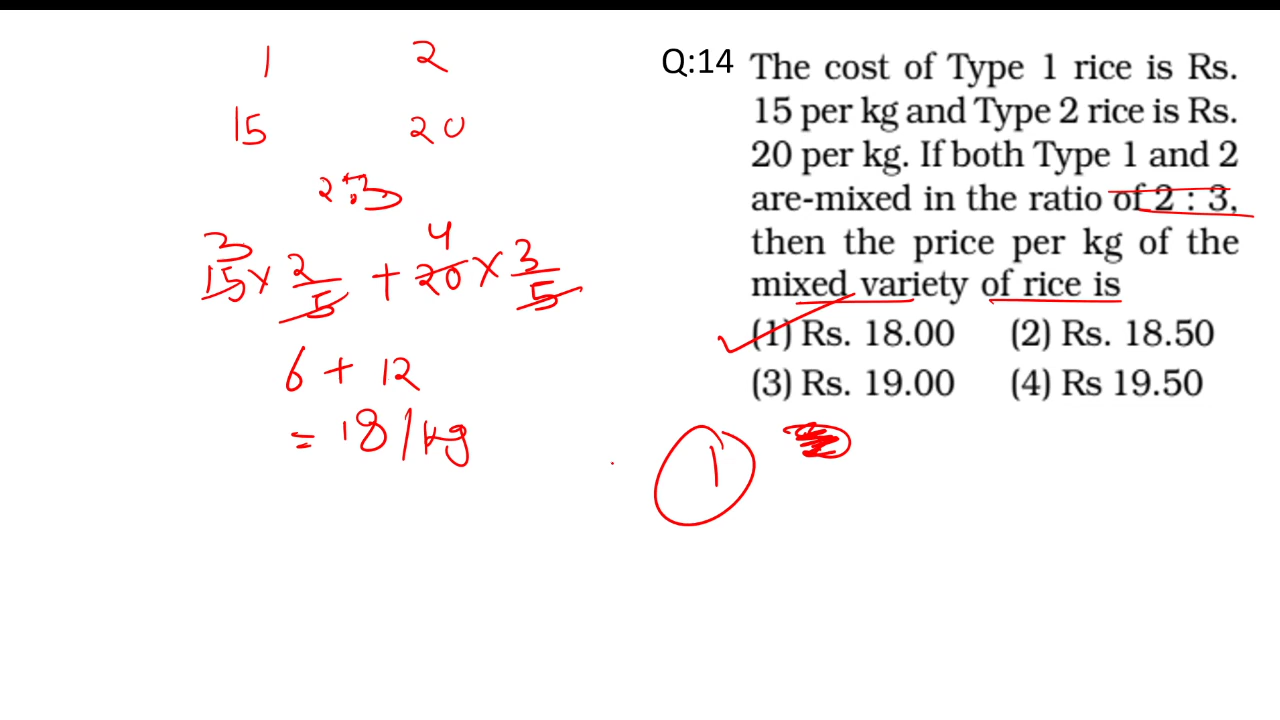 1 2
15 20
2:3
3 4
15 × 2/5 + 20 × 3/5
6 + 12
= 18/kg
Q:14 The cost of Type 1 rice is Rs.
15 per kg and Type 2 rice is Rs.
20 per kg. If both Type 1 and 2
are-mixed in the ratio of 2 : 3,
then the price per kg of the
mixed variety of rice is
(1) Rs. 18.00 (2) Rs. 18.50
(3) Rs. 19.00 (4) Rs 19.50
1